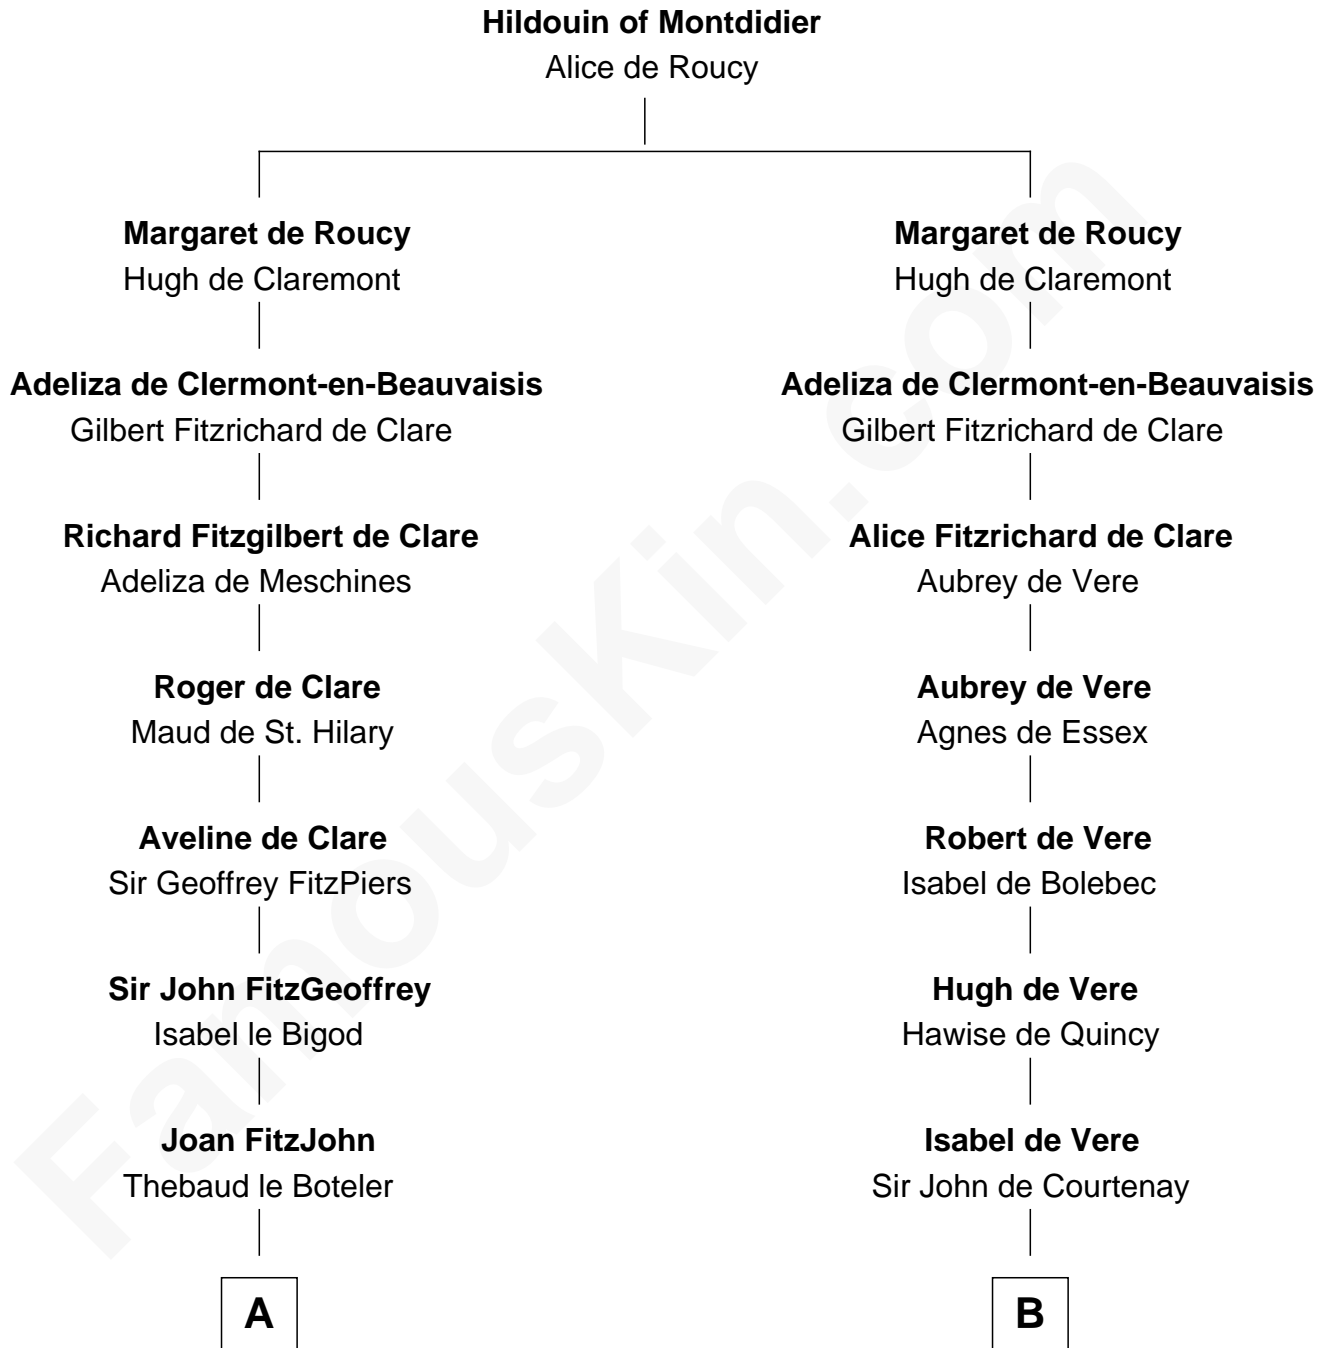 Hildouin of Montdidier
Alice de Roucy
Margaret de Roucy
Hugh de Claremont
Margaret de Roucy
Hugh de Claremont
Adeliza de Clermont-en-Beauvaisis
Gilbert Fitzrichard de Clare
Adeliza de Clermont-en-Beauvaisis
Gilbert Fitzrichard de Clare
Richard Fitzgilbert de Clare
Adeliza de Meschines
Alice Fitzrichard de Clare
Aubrey de Vere
Roger de Clare
Maud de St. Hilary
Aubrey de Vere
Agnes de Essex
Aveline de Clare
Sir Geoffrey FitzPiers
Robert de Vere
Isabel de Bolebec
Sir John FitzGeoffrey
Isabel le Bigod
Hugh de Vere
Hawise de Quincy
Joan FitzJohn
Thebaud le Boteler
Isabel de Vere
Sir John de Courtenay
A
B
FamousKin.com